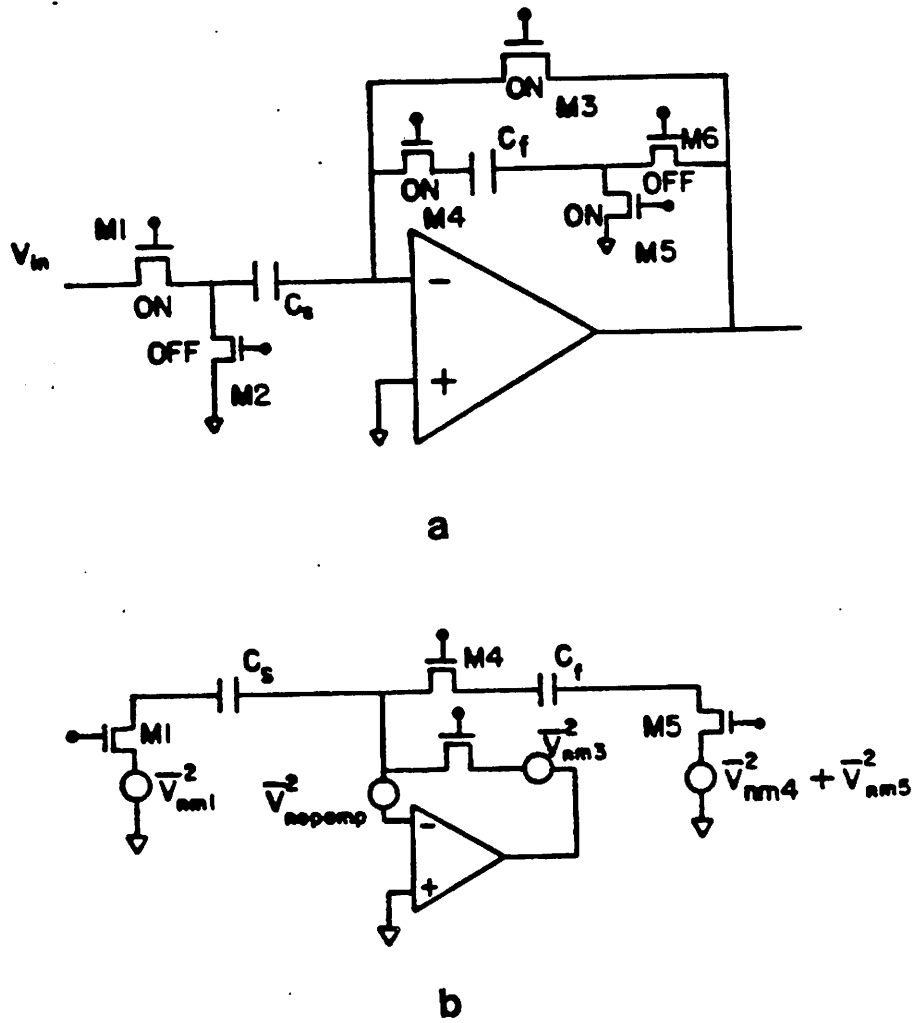 ON
M3
M6
C_f
ON
OFF
M4
ON
M5
M1
V_in
ON
C_s
OFF
M2
−
+
a
C_s
M4
C_f
M1
V̄²_nm1
V̄²_nm3
M5
V̄²_nopamp
V̄²_nm4 + V̄²_nm5
−
+
b